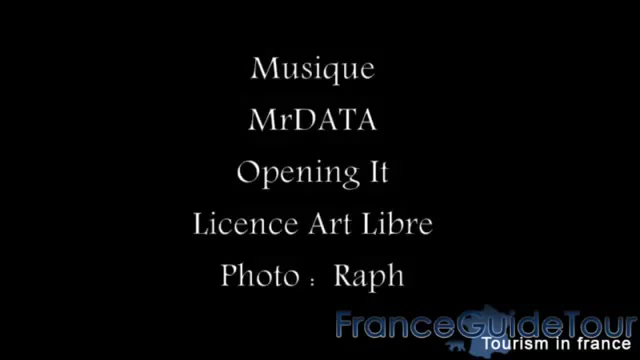 Musique
MrDATA
Opening It
Licence Art Libre
Photo : Raph
FranceGuideTour
Tourism in france